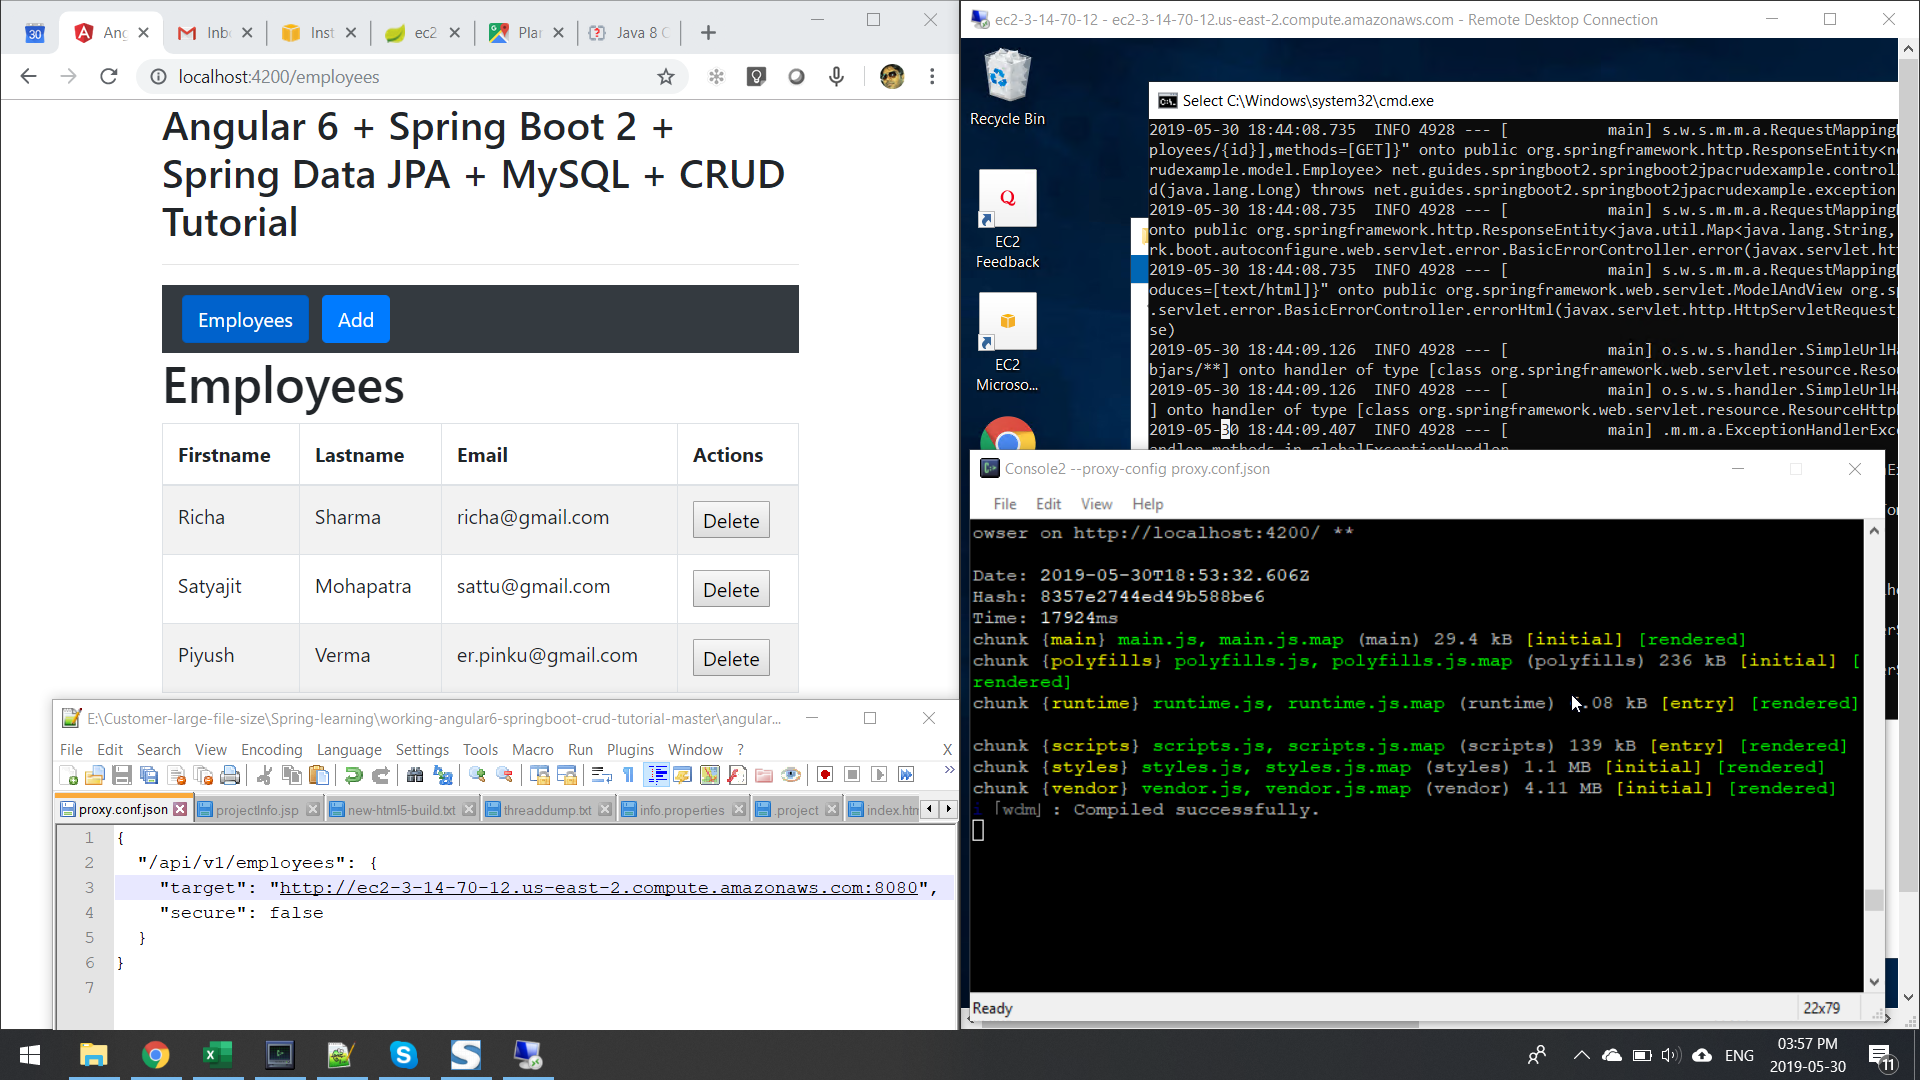 30
Ang
Inb
Inst
ec2
Plan
Java 8 C
localhost:4200/employees
Angular 6 + Spring Boot 2 +
Spring Data JPA + MySQL + CRUD
Tutorial
Employees
Add
Employees
Firstname Lastname Email Actions
Richa Sharma richa@gmail.com Delete
Satyajit Mohapatra sattu@gmail.com Delete
Piyush Verma er.pinku@gmail.com Delete
E:\Customer-large-file-size\Spring-learning\working-angular6-springboot-crud-tutorial-master\angular...
File Edit Search View Encoding Language Settings Tools Macro Run Plugins Window ? X
proxy.conf.json projectInfo.jsp new-html5-build.txt threaddump.txt info.properties .project index.htm
1 {
2 "/api/v1/employees": {
3 "target": "http://ec2-3-14-70-12.us-east-2.compute.amazonaws.com:8080",
4 "secure": false
5 }
6 }
7
ec2-3-14-70-12 - ec2-3-14-70-12.us-east-2.compute.amazonaws.com - Remote Desktop Connection
Recycle Bin
EC2
Feedback
EC2
Microso...
Select C:\Windows\system32\cmd.exe
2019-05-30 18:44:08.735 INFO 4928 --- [ main] s.w.s.m.m.a.RequestMapping
ployees/{id}],methods=[GET]}" onto public org.springframework.http.ResponseEntity<ne
rudexample.model.Employee> net.guides.springboot2.springboot2jpacrudexample.control
d(java.lang.Long) throws net.guides.springboot2.springboot2jpacrudexample.exception
2019-05-30 18:44:08.735 INFO 4928 --- [ main] s.w.s.m.m.a.RequestMapping
onto public org.springframework.http.ResponseEntity<java.util.Map<java.lang.String,
rk.boot.autoconfigure.web.servlet.error.BasicErrorController.error(javax.servlet.ht
2019-05-30 18:44:08.735 INFO 4928 --- [ main] s.w.s.m.m.a.RequestMapping
oduces=[text/html]}" onto public org.springframework.web.servlet.ModelAndView org.s
.servlet.error.BasicErrorController.errorHtml(javax.servlet.http.HttpServletRequest
se)
2019-05-30 18:44:09.126 INFO 4928 --- [ main] o.s.w.s.handler.SimpleUrlH
bjars/**] onto handler of type [class org.springframework.web.servlet.resource.Reso
2019-05-30 18:44:09.126 INFO 4928 --- [ main] o.s.w.s.handler.SimpleUrlH
] onto handler of type [class org.springframework.web.servlet.resource.ResourceHttp
2019-05-30 18:44:09.407 INFO 4928 --- [ main] .m.m.a.ExceptionHandlerExc
Console2 --proxy-config proxy.conf.json
File Edit View Help
owser on http://localhost:4200/ **
Date: 2019-05-30T18:53:32.606Z
Hash: 8357e2744ed49b588be6
Time: 17924ms
chunk {main} main.js, main.js.map (main) 29.4 kB [initial] [rendered]
chunk {polyfills} polyfills.js, polyfills.js.map (polyfills) 236 kB [initial] [
rendered]
chunk {runtime} runtime.js, runtime.js.map (runtime) .08 kB [entry] [rendered]
chunk {scripts} scripts.js, scripts.js.map (scripts) 139 kB [entry] [rendered]
chunk {styles} styles.js, styles.js.map (styles) 1.1 MB [initial] [rendered]
chunk {vendor} vendor.js, vendor.js.map (vendor) 4.11 MB [initial] [rendered]
i ｢wdm｣: Compiled successfully.
Ready 22x79
ENG
03:57 PM
2019-05-30
11